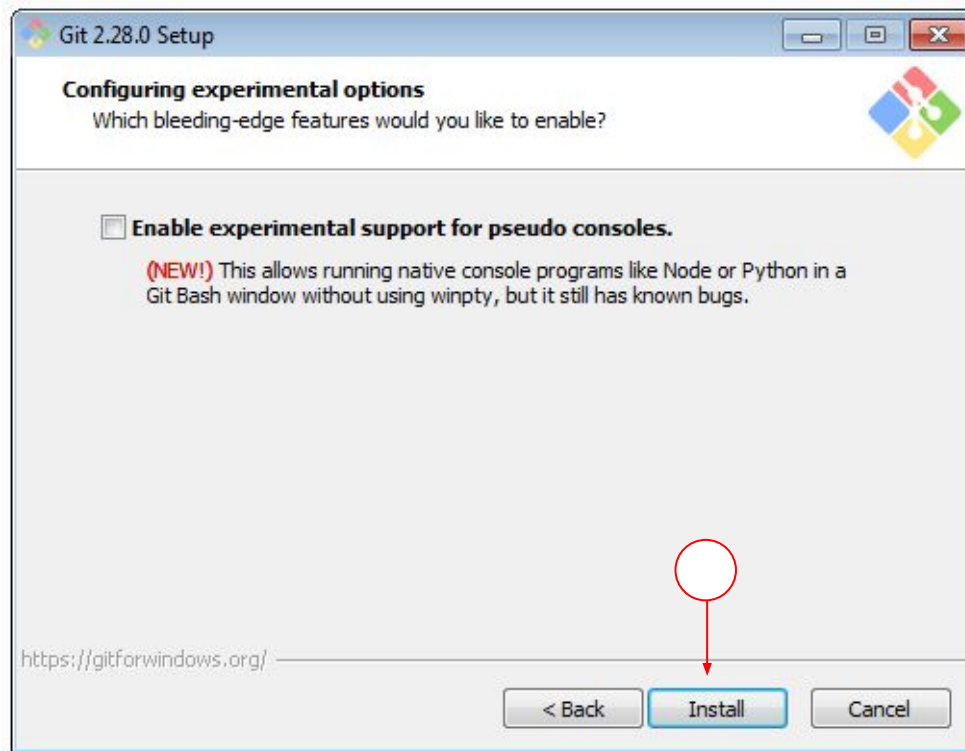 Git 2.28.0 Setup
Configuring experimental options
Which bleeding-edge features would you like to enable?
Enable experimental support for pseudo consoles.
(NEW!) This allows running native console programs like Node or Python in a
Git Bash window without using winpty, but it still has known bugs.
https://gitforwindows.org/
< Back Install Cancel